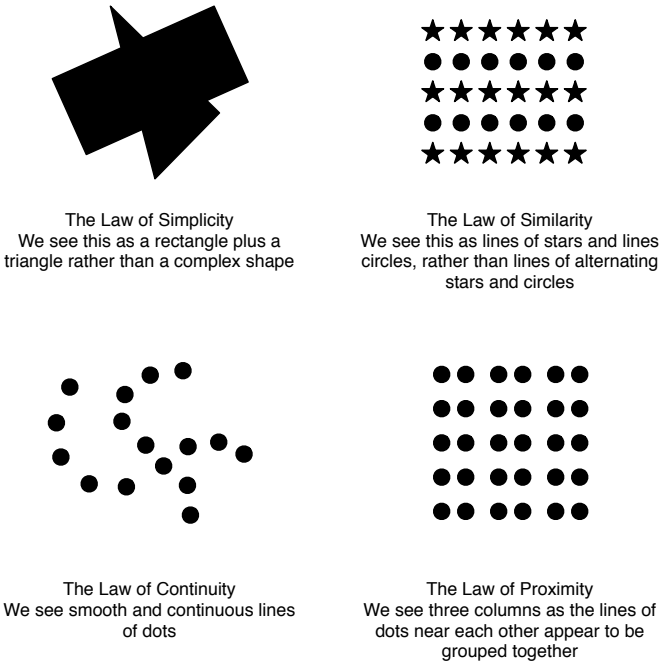 The Law of Simplicity
We see this as a rectangle plus a
triangle rather than a complex shape
The Law of Similarity
We see this as lines of stars and lines
circles, rather than lines of alternating
stars and circles
The Law of Continuity
We see smooth and continuous lines
of dots
The Law of Proximity
We see three columns as the lines of
dots near each other appear to be
grouped together